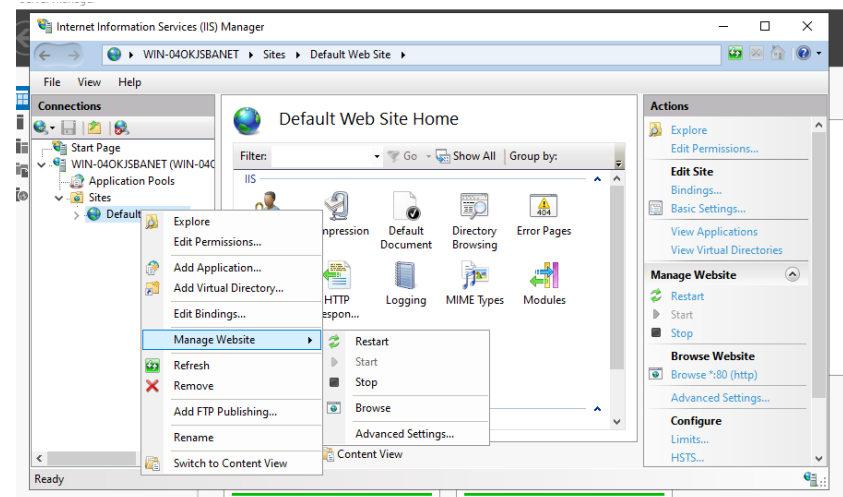 Internet Information Services (IIS) Manager
WIN-04OKJSBANET Sites Default Web Site
File View Help
Connections
Start Page
WIN-04OKJSBANET (WIN-04C
Application Pools
Sites
Default
Explore
Edit Permissions...
Add Application...
Add Virtual Directory...
Edit Bindings...
Manage Website
Refresh
Remove
Add FTP Publishing...
Rename
Switch to Content View
Restart
Start
Stop
Browse
Advanced Settings...
Default Web Site Home
Filter: Go Show All Group by:
IIS
mpression
Default Document
Directory Browsing
404
Error Pages
HTTP
espon...
Logging
MIME Types
Modules
Content View
Actions
Explore
Edit Permissions...
Edit Site
Bindings...
Basic Settings...
View Applications
View Virtual Directories
Manage Website
Restart
Start
Stop
Browse Website
Browse *:80 (http)
Advanced Settings...
Configure
Limits...
HSTS...
Ready